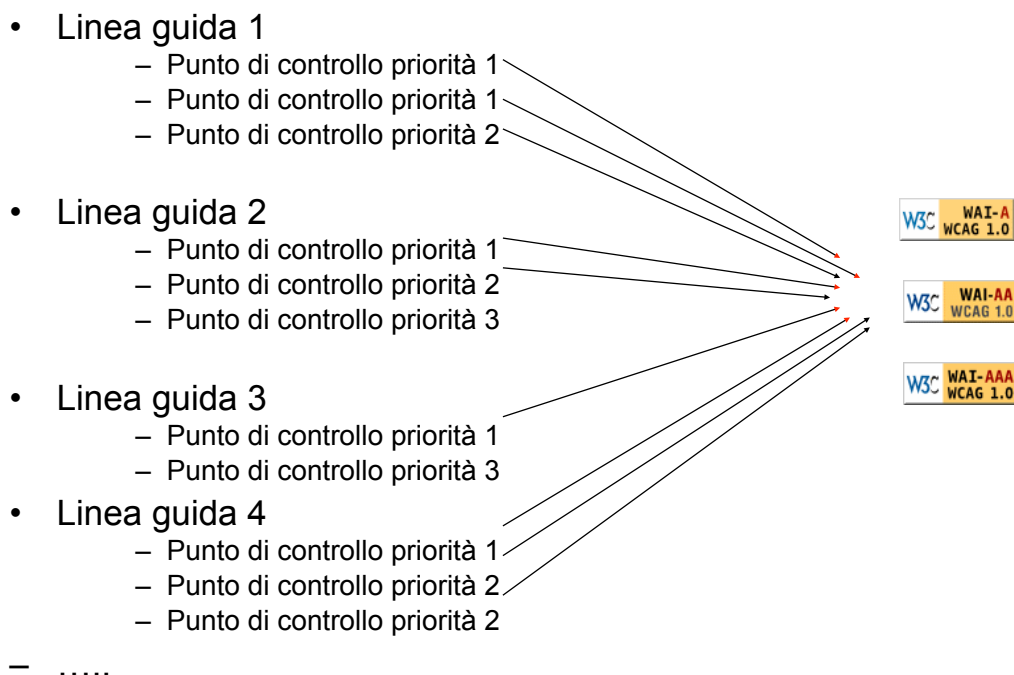 • Linea guida 1
– Punto di controllo priorità 1
– Punto di controllo priorità 1
– Punto di controllo priorità 2
• Linea guida 2
– Punto di controllo priorità 1
– Punto di controllo priorità 2
– Punto di controllo priorità 3
• Linea guida 3
– Punto di controllo priorità 1
– Punto di controllo priorità 3
• Linea guida 4
– Punto di controllo priorità 1
– Punto di controllo priorità 2
– Punto di controllo priorità 2
– …..
W3C WAI-A
WCAG 1.0
W3C WAI-AA
WCAG 1.0
W3C WAI-AAA
WCAG 1.0